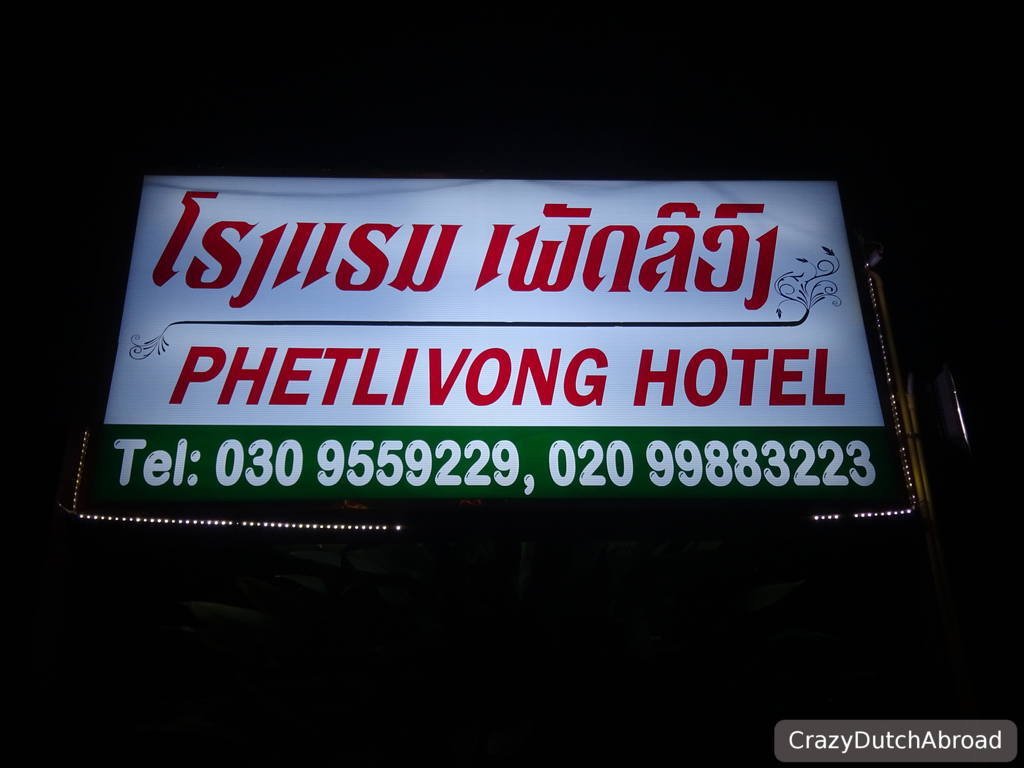 ໂຮງແຮມ ເພັດລີວົງ
PHETLIVONG HOTEL
Tel: 030 9559229, 020 99883223
CrazyDutchAbroad